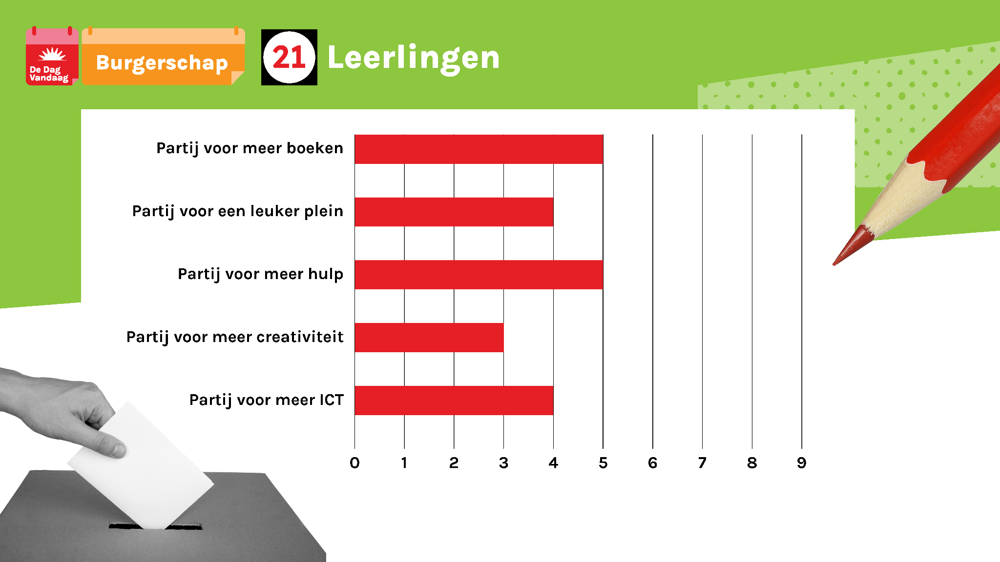 De Dag
Vandaag
Burgerschap
21
Leerlingen
Partij voor meer boeken
Partij voor een leuker plein
Partij voor meer hulp
Partij voor meer creativiteit
Partij voor meer ICT
0 1 2 3 4 5 6 7 8 9